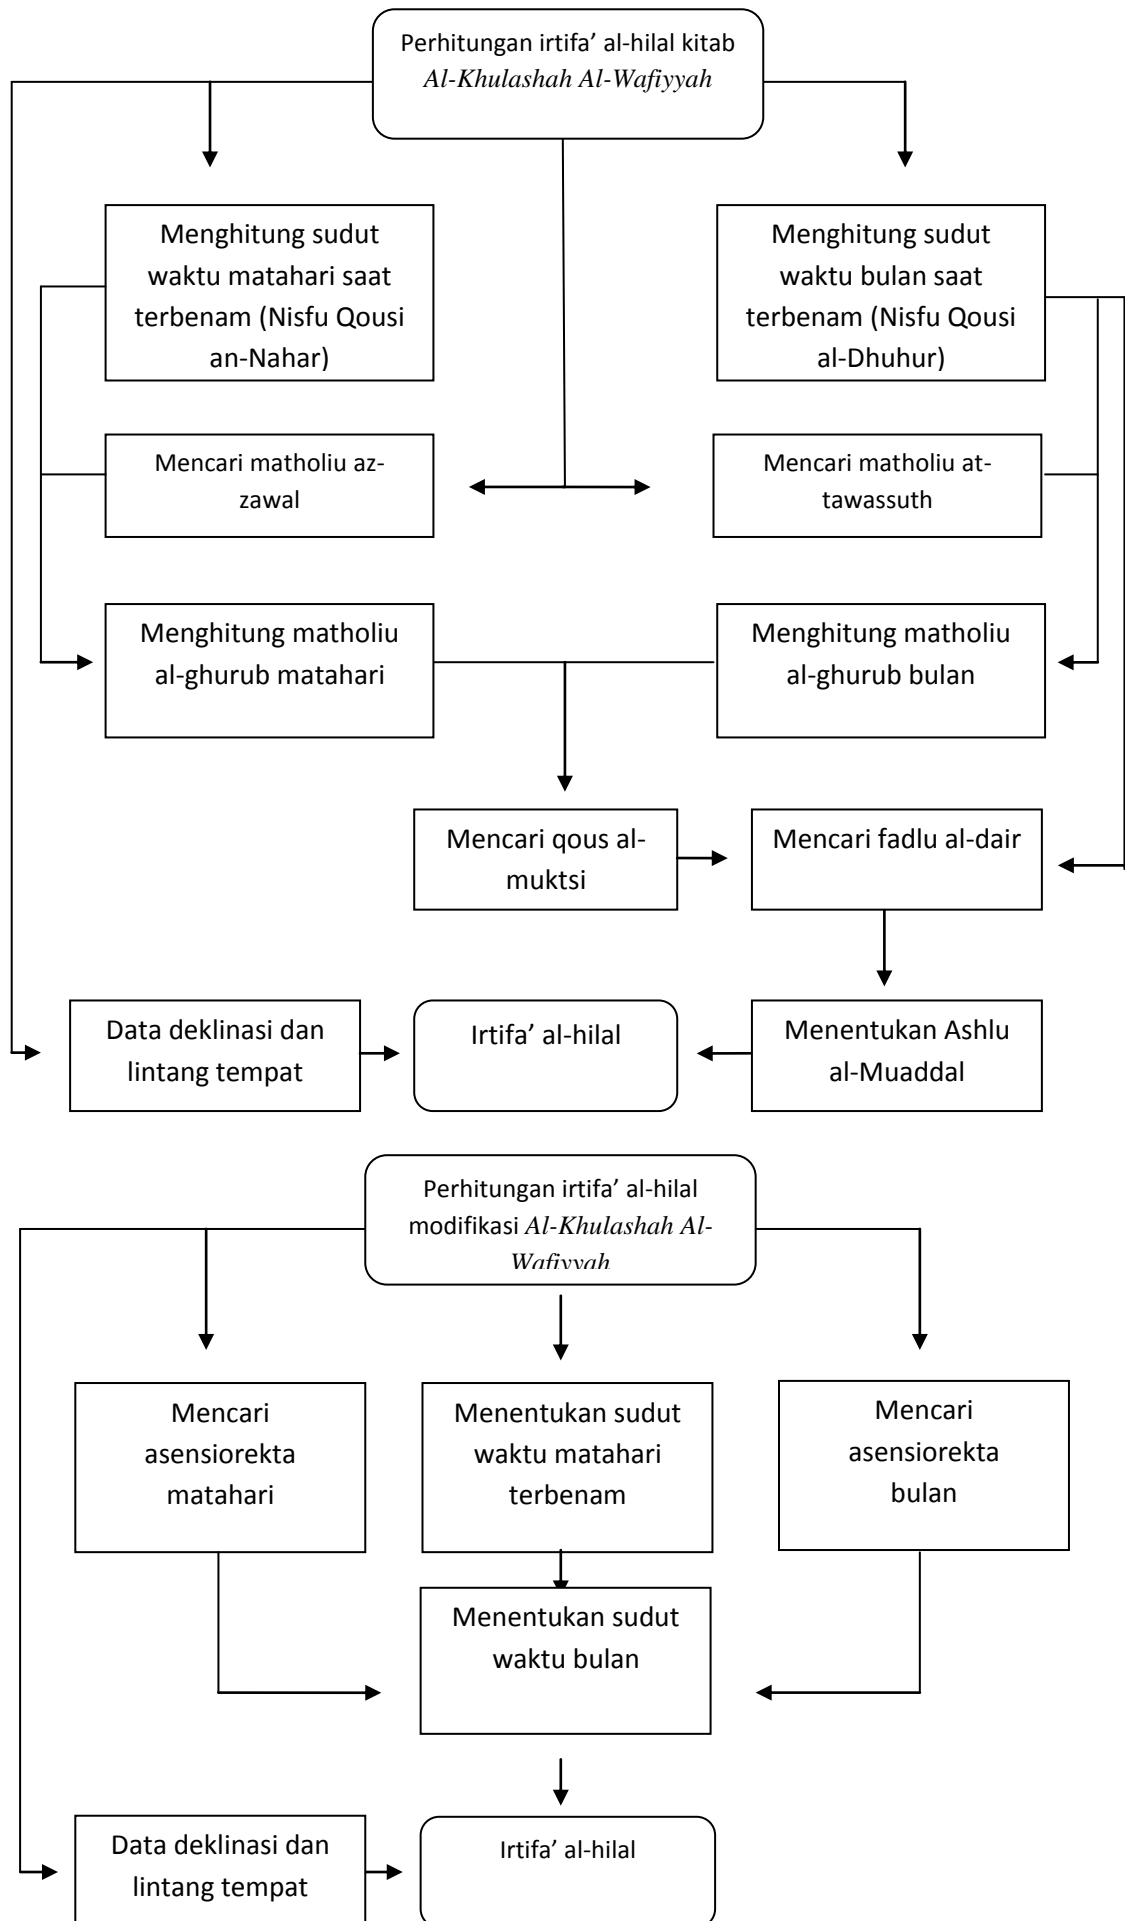 Perhitungan irtifa’ al-hilal kitab
Al-Khulashah Al-Wafiyyah
Menghitung sudut
waktu matahari saat
terbenam (Nisfu Qousi
an-Nahar)
Menghitung sudut
waktu bulan saat
terbenam (Nisfu Qousi
al-Dhuhur)
Mencari matholiu az-
zawal
Mencari matholiu at-
tawassuth
Menghitung matholiu
al-ghurub matahari
Menghitung matholiu
al-ghurub bulan
Mencari qous al-
muktsi
Mencari fadlu al-dair
Data deklinasi dan
lintang tempat
Irtifa’ al-hilal
Menentukan Ashlu
al-Muaddal
Perhitungan irtifa’ al-hilal
modifikasi Al-Khulashah Al-
Wafiyyah
Mencari
asensiorekta
matahari
Menentukan sudut
waktu matahari
terbenam
Mencari
asensiorekta
bulan
Menentukan sudut
waktu bulan
Data deklinasi dan
lintang tempat
Irtifa’ al-hilal